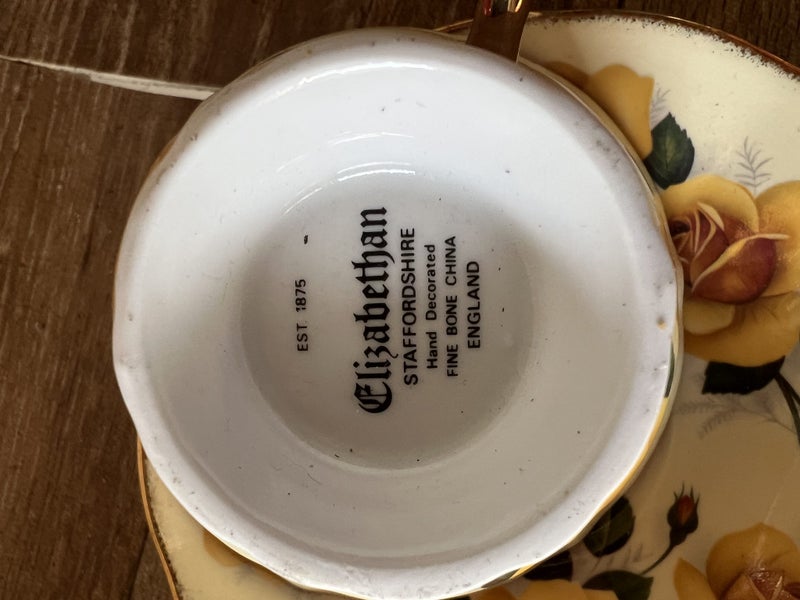 EST. 1875
Elizabethan
STAFFORDSHIRE
Hand Decorated
FINE BONE CHINA
ENGLAND